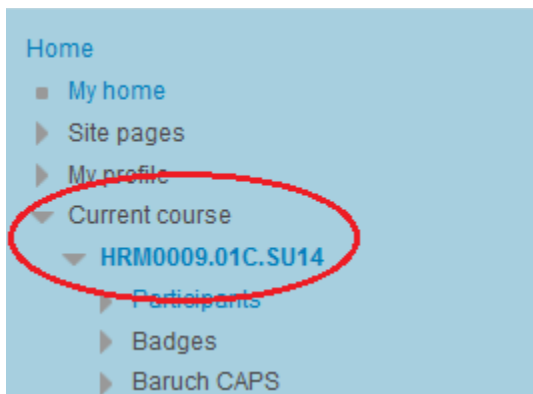 Home
My home
Site pages
My profile
Current course
HRM0009.01C.SU14
Participants
Badges
Baruch CAPS